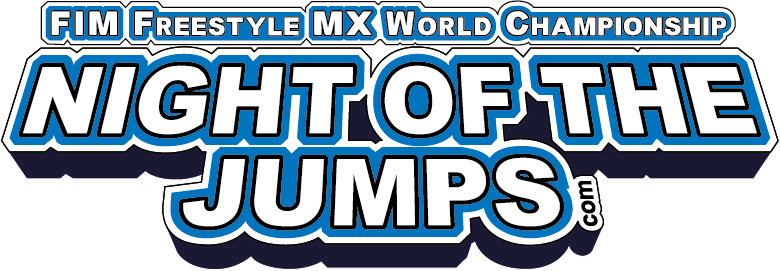 FIM FREESTYLE MX WORLD CHAMPIONSHIP
NIGHT OF THE
JUMPS
com